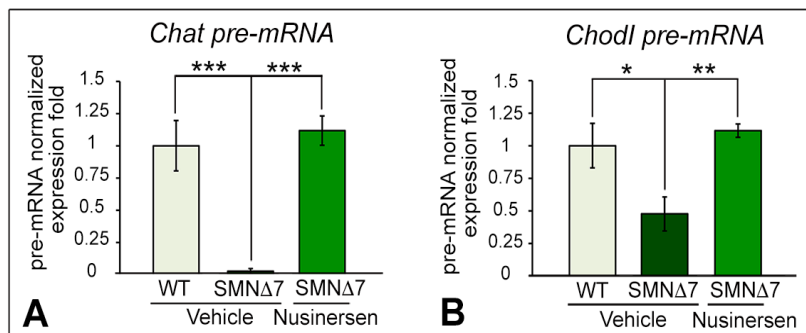 Chat pre-mRNA
pre-mRNA normalized
expression fold
1.5
1.25
1
0.75
0.5
0.25
0
***
***
WT
SMNΔ7
SMNΔ7
Vehicle
Nusinersen
A
Chodl pre-mRNA
pre-mRNA normalized
expression fold
1.5
1.25
1
0.75
0.5
0.25
0
*
**
WT
SMNΔ7
SMNΔ7
Vehicle
Nusinersen
B